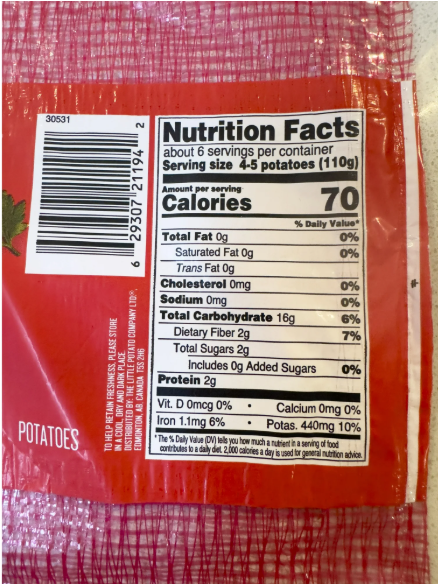 30531
6 29307 21194 2
Nutrition Facts
about 6 servings per container
Serving size 4-5 potatoes (110g)
Amount per serving
Calories 70
% Daily Value*
Total Fat 0g 0%
Saturated Fat 0g 0%
Trans Fat 0g
Cholesterol 0mg 0%
Sodium 0mg 0%
Total Carbohydrate 16g 6%
Dietary Fiber 2g 7%
Total Sugars 2g
Includes 0g Added Sugars 0%
Protein 2g
Vit. D 0mcg 0% • Calcium 0mg 0%
Iron 1.1mg 6% • Potas. 440mg 10%
*The % Daily Value (DV) tells you how much a nutrient in a serving of food
contributes to a daily diet. 2,000 calories a day is used for general nutrition advice.
POTATOES
TO HELP RETAIN FRESHNESS, PLEASE STORE
IN A COOL, DRY AND DARK PLACE.
DISTRIBUTED BY: THE LITTLE POTATO COMPANY LTD®.
EDMONTON, AB, CANADA T5S 2H6